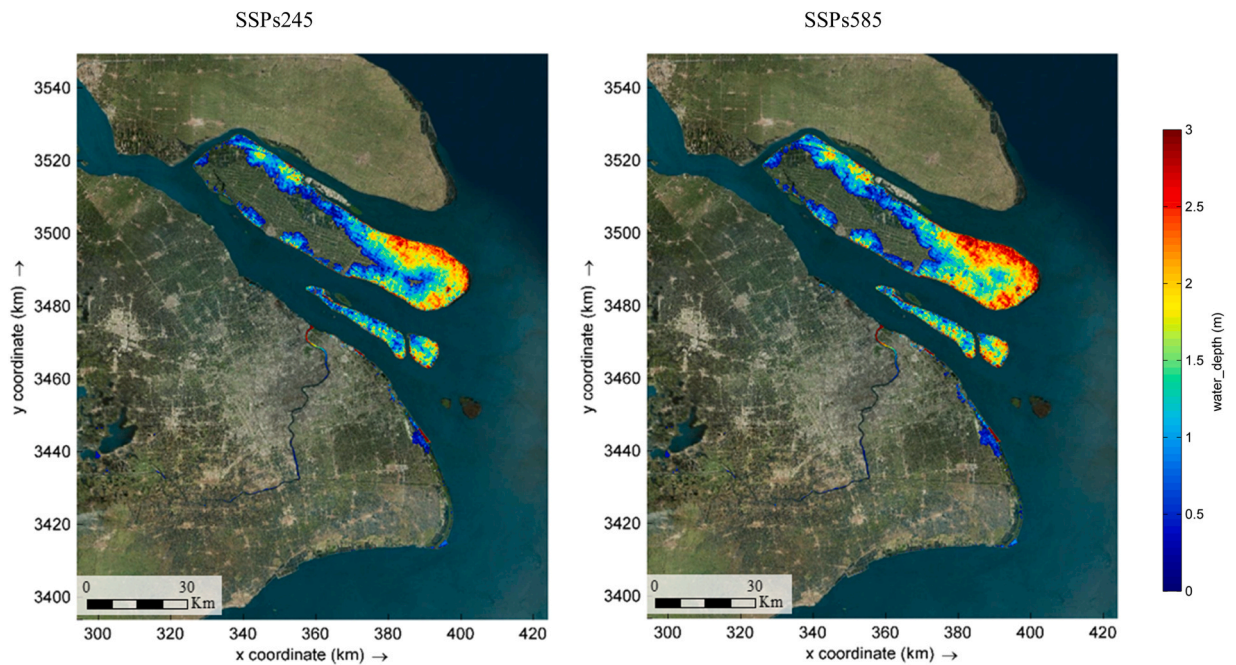 SSPs245
SSPs585
3540
3520
3500
3480
3460
3440
3420
3400
y coordinate (km) →
0 30
Km
300 320 340 360 380 400 420
x coordinate (km) →
3540
3520
3500
3480
3460
3440
3420
3400
y coordinate (km) →
0 30
Km
300 320 340 360 380 400 420
x coordinate (km) →
3
2.5
2
1.5
1
0.5
0
water_depth (m)